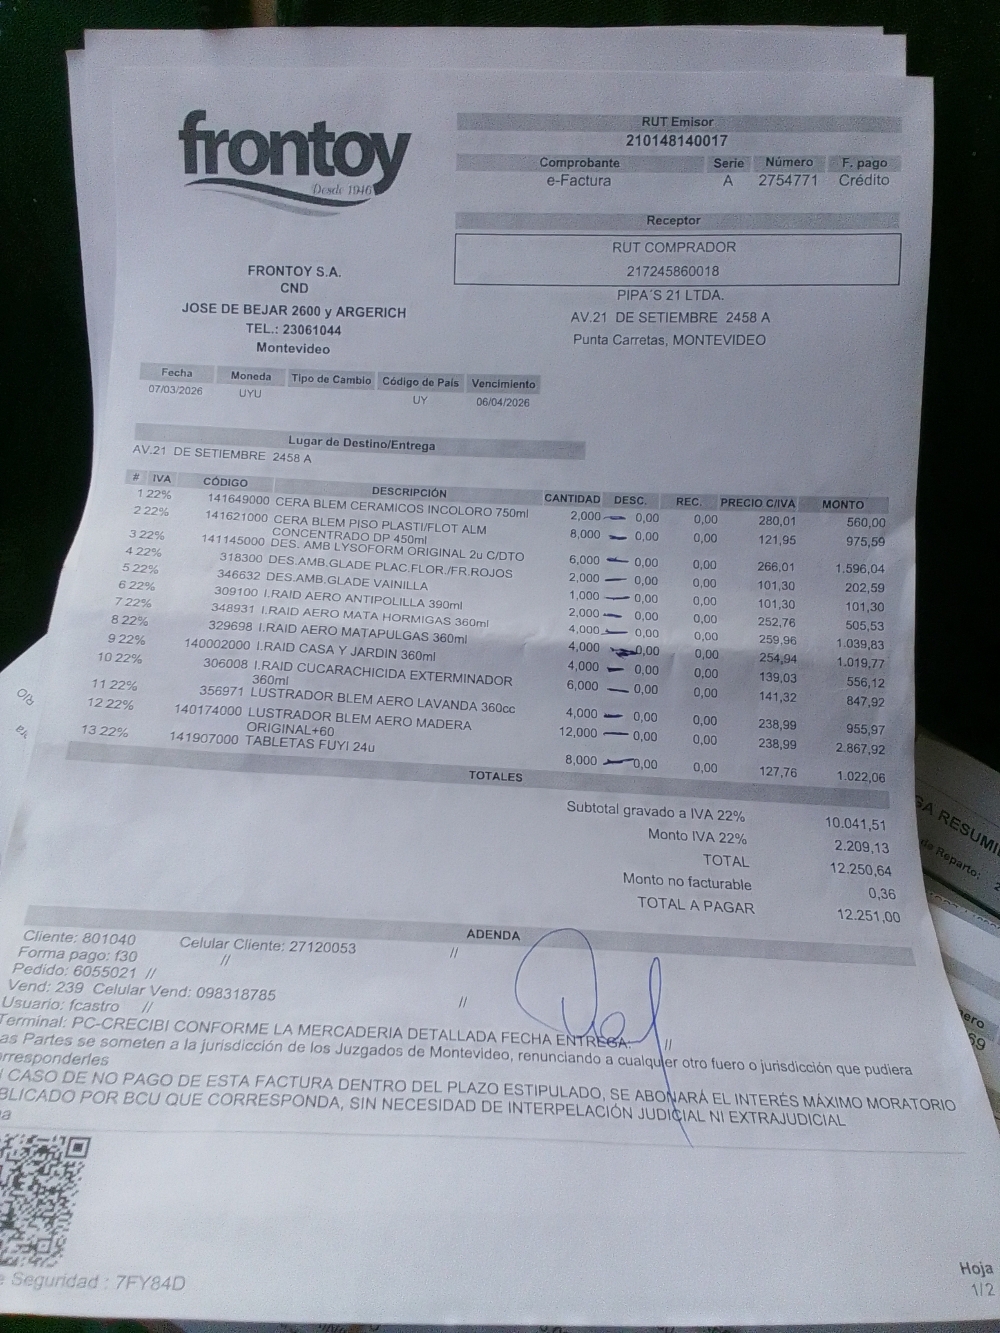 frontoy
Desde 1946
RUT Emisor
210148140017
Comprobante Serie Número F. pago
e-Factura A 2754771 Crédito
Receptor
RUT COMPRADOR
217245860018
PIPA´S 21 LTDA.
AV.21 DE SETIEMBRE 2458 A
Punta Carretas, MONTEVIDEO
FRONTOY S.A.
CND
JOSE DE BEJAR 2600 y ARGERICH
TEL.: 23061044
Montevideo
Fecha Moneda Tipo de Cambio Código de País Vencimiento
07/03/2026 UYU UY 06/04/2026
Lugar de Destino/Entrega
AV.21 DE SETIEMBRE 2458 A
# IVA CÓDIGO DESCRIPCIÓN CANTIDAD DESC. REC. PRECIO C/IVA MONTO
1 22% 141649000 CERA BLEM CERAMICOS INCOLORO 750ml 2,000 0,00 0,00 280,01 560,00
2 22% 141621000 CERA BLEM PISO PLASTI/FLOT ALM 8,000 0,00 0,00 121,95 975,59
CONCENTRADO DP 450ml
3 22% 141145000 DES. AMB LYSOFORM ORIGINAL 2u C/DTO 6,000 0,00 0,00 266,01 1.596,04
4 22% 318300 DES.AMB.GLADE PLAC.FLOR./FR.ROJOS 2,000 0,00 0,00 101,30 202,59
5 22% 346632 DES.AMB.GLADE VAINILLA 1,000 0,00 0,00 101,30 101,30
6 22% 309100 I.RAID AERO ANTIPOLILLA 390ml 2,000 0,00 0,00 252,76 505,53
7 22% 348931 I.RAID AERO MATA HORMIGAS 360ml 4,000 0,00 0,00 259,96 1.039,83
8 22% 329698 I.RAID AERO MATAPULGAS 360ml 4,000 0,00 0,00 254,94 1.019,77
9 22% 140002000 I.RAID CASA Y JARDIN 360ml 4,000 0,00 0,00 139,03 556,12
10 22% 306008 I.RAID CUCARACHICIDA EXTERMINADOR 6,000 0,00 0,00 141,32 847,92
360ml
11 22% 356971 LUSTRADOR BLEM AERO LAVANDA 360cc 4,000 0,00 0,00 238,99 955,97
12 22% 140174000 LUSTRADOR BLEM AERO MADERA 12,000 0,00 0,00 238,99 2.867,92
ORIGINAL+60
13 22% 141907000 TABLETAS FUYI 24u 8,000 0,00 0,00 127,76 1.022,06
TOTALES
Subtotal gravado a IVA 22% 10.041,51
Monto IVA 22% 2.209,13
TOTAL 12.250,64
Monto no facturable 0,36
TOTAL A PAGAR 12.251,00
ADENDA
Cliente: 801040 Celular Cliente: 27120053 //
Forma pago: f30 //
Pedido: 6055021 //
Vend: 239 Celular Vend: 098318785 //
Usuario: fcastro //
Terminal: PC-CRECIBI CONFORME LA MERCADERIA DETALLADA FECHA ENTREGA: //
as Partes se someten a la jurisdicción de los Juzgados de Montevideo, renunciando a cualquier otro fuero o jurisdicción que pudiera
rresponderles
CASO DE NO PAGO DE ESTA FACTURA DENTRO DEL PLAZO ESTIPULADO, SE ABONARÁ EL INTERÉS MÁXIMO MORATORIO
BLICADO POR BCU QUE CORRESPONDA, SIN NECESIDAD DE INTERPELACIÓN JUDICIAL NI EXTRAJUDICIAL
e Seguridad : 7FY84D
Hoja
1/2
GA RESUMI
de Reparto:
69